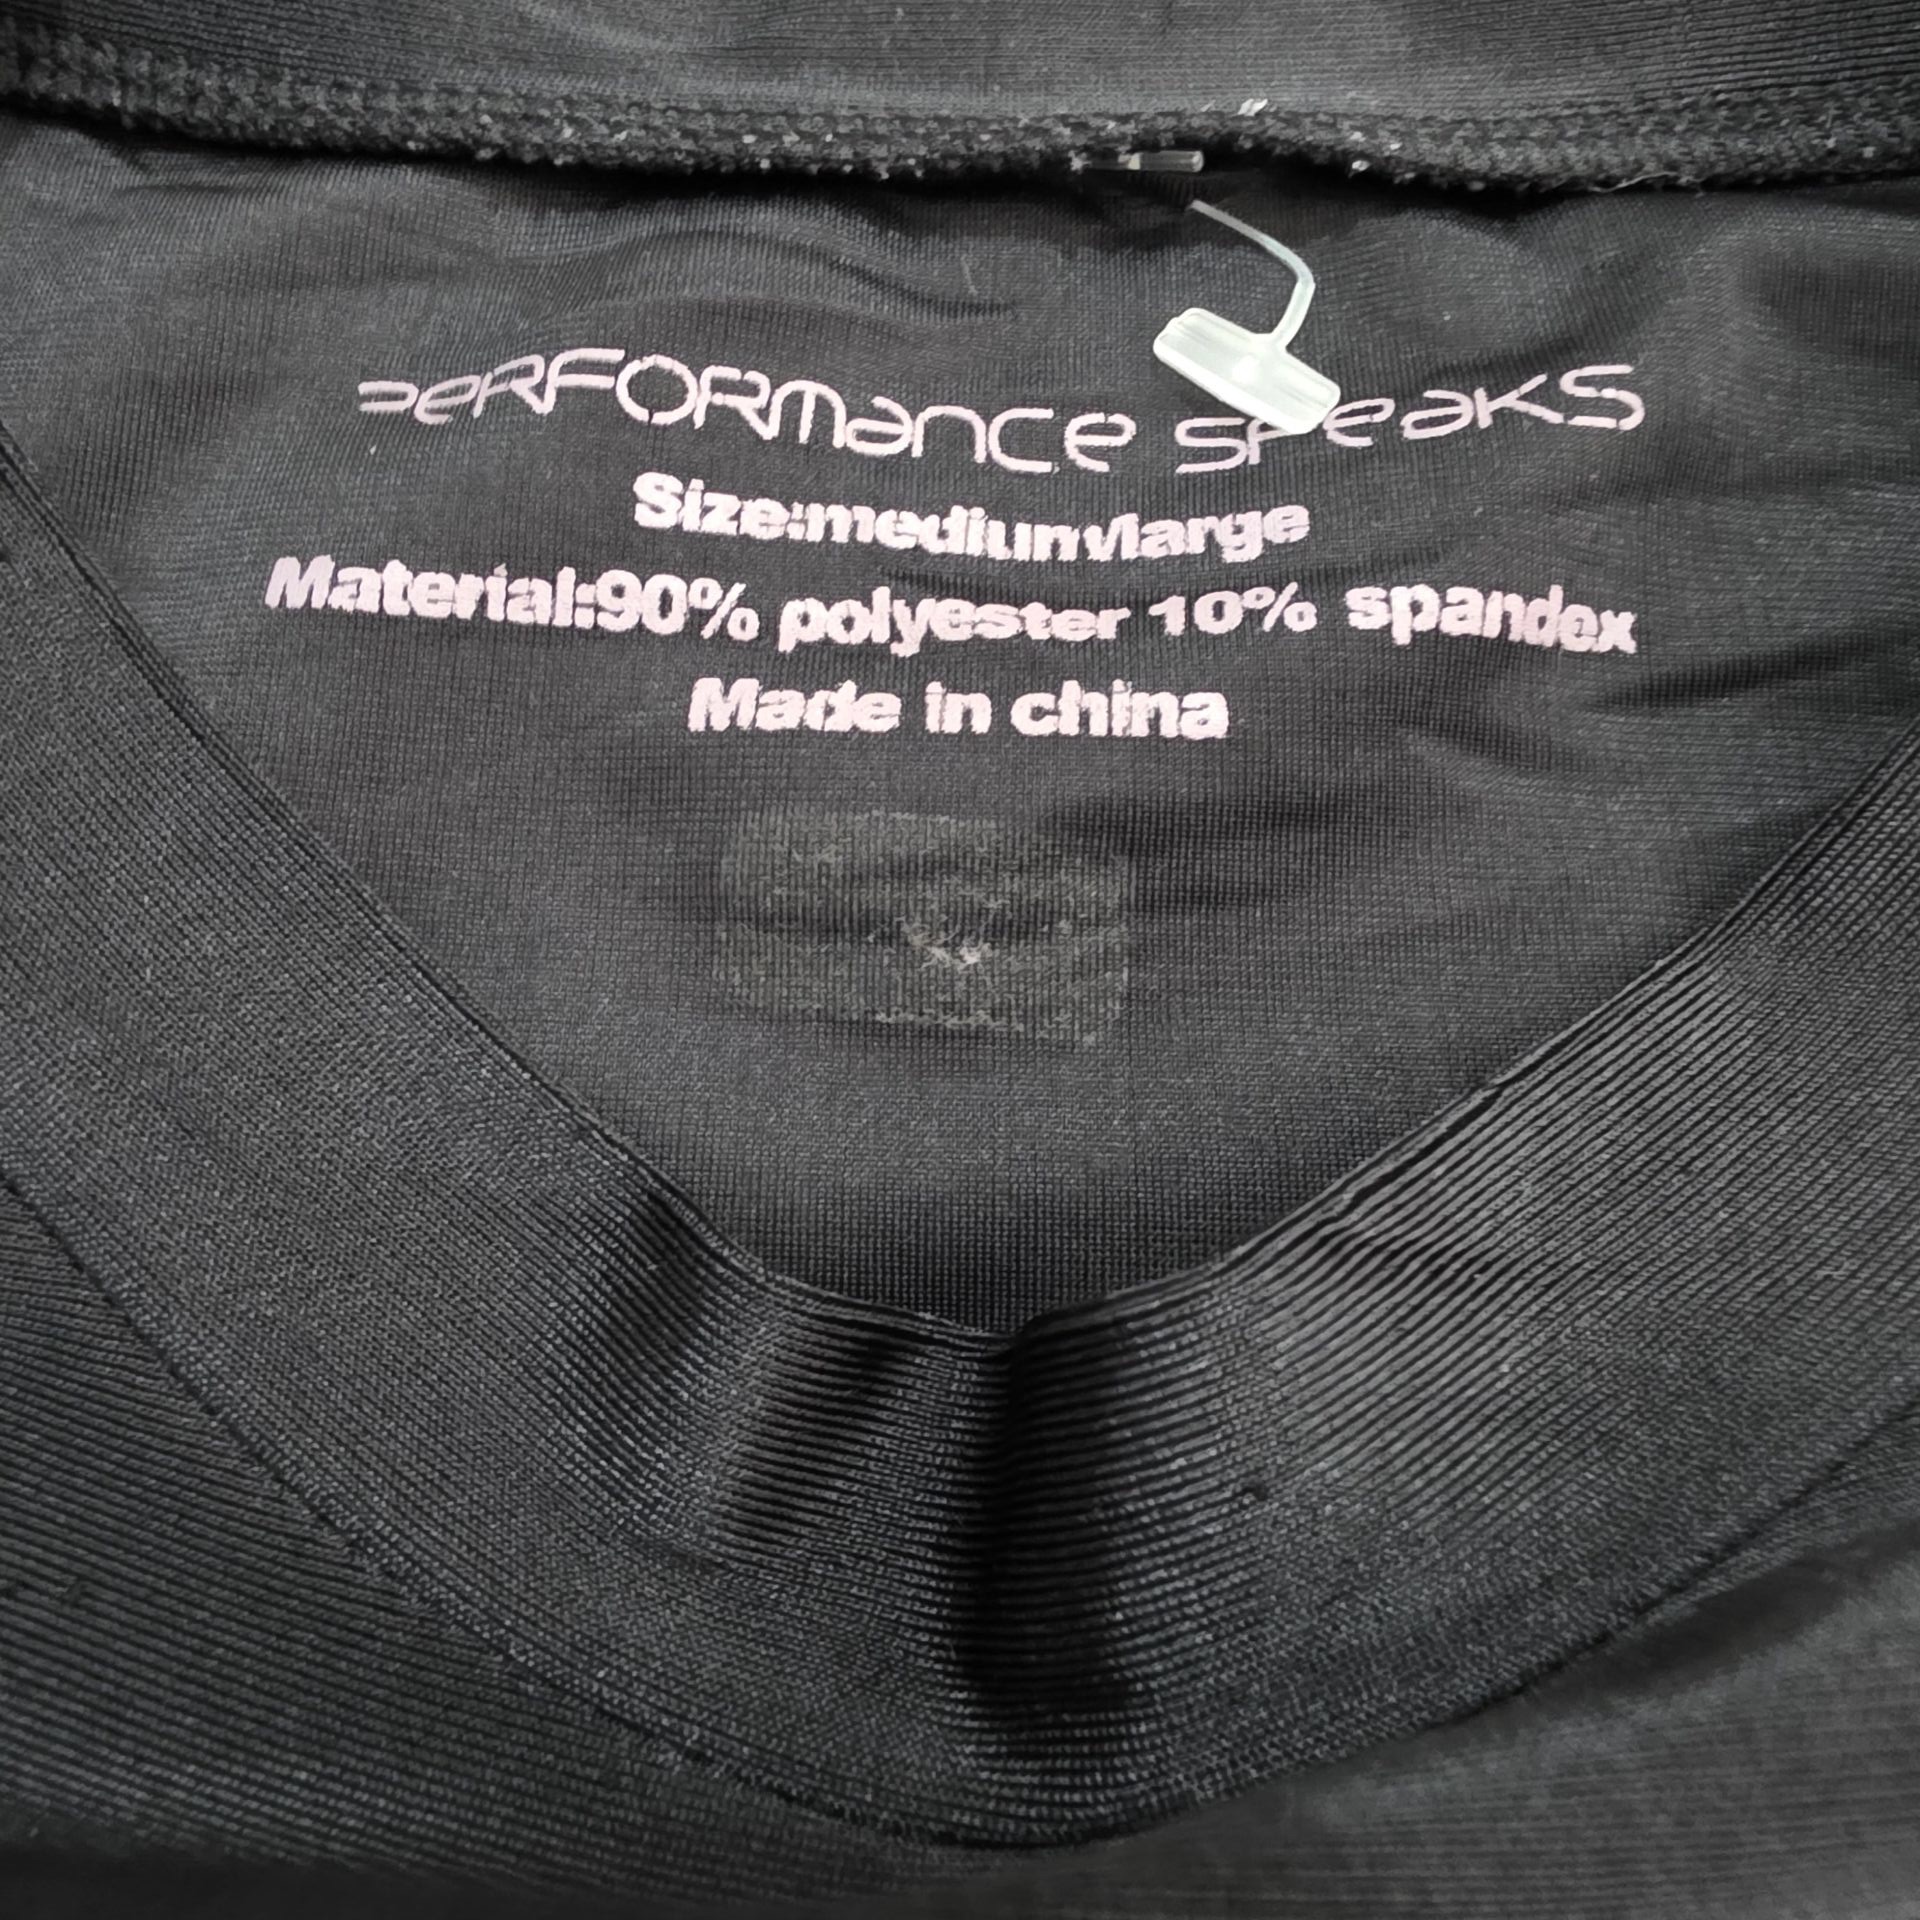 PERFORMANCE SPEAKS
Size:medium/large
Material:90% polyester 10% spandex
Made in china